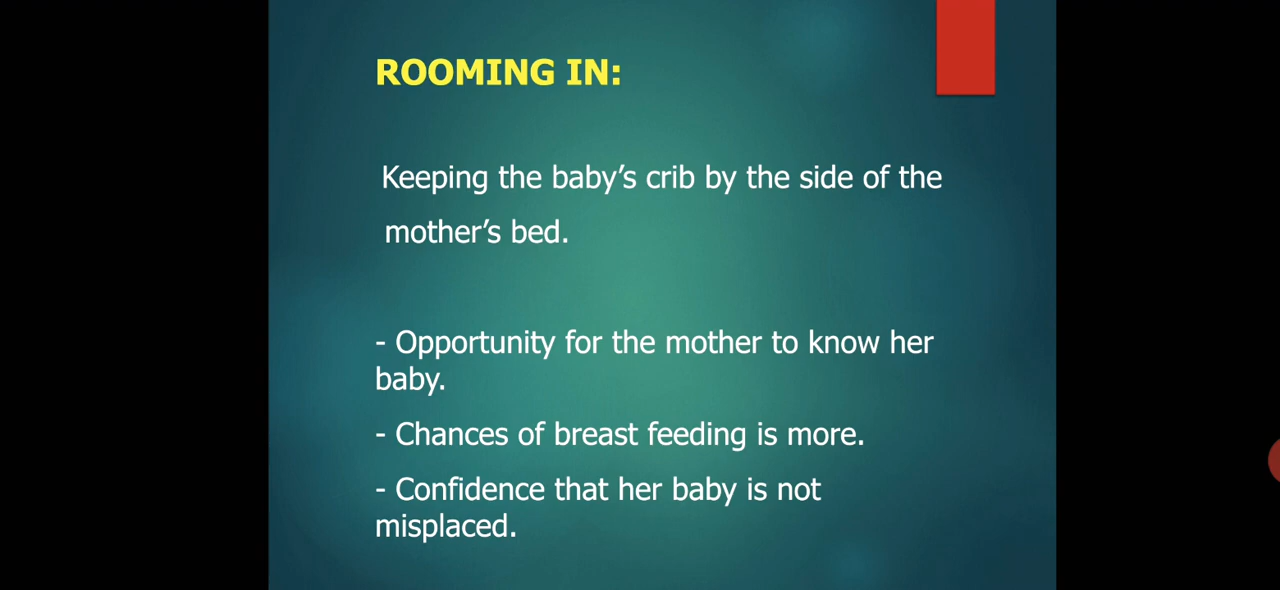 ROOMING IN:
Keeping the baby’s crib by the side of the
mother’s bed.
- Opportunity for the mother to know her
baby.
- Chances of breast feeding is more.
- Confidence that her baby is not
misplaced.